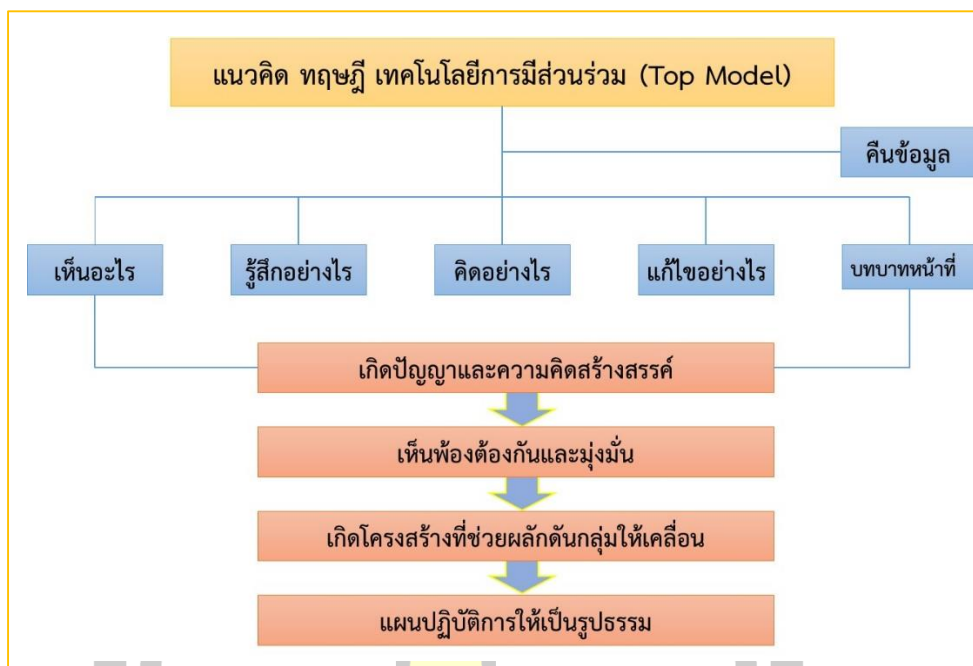 แนวคิด ทฤษฎี เทคโนโลยีการมีส่วนร่วม (Top Model)
คืนข้อมูล
เห็นอะไร
รู้สึกอย่างไร
คิดอย่างไร
แก้ไขอย่างไร
บทบาทหน้าที่
เกิดปัญญาและความคิดสร้างสรรค์
เห็นพ้องต้องกันและมุ่งมั่น
เกิดโครงสร้างที่ช่วยผลักดันกลุ่มให้เคลื่อน
แผนปฏิบัติการให้เป็นรูปธรรม